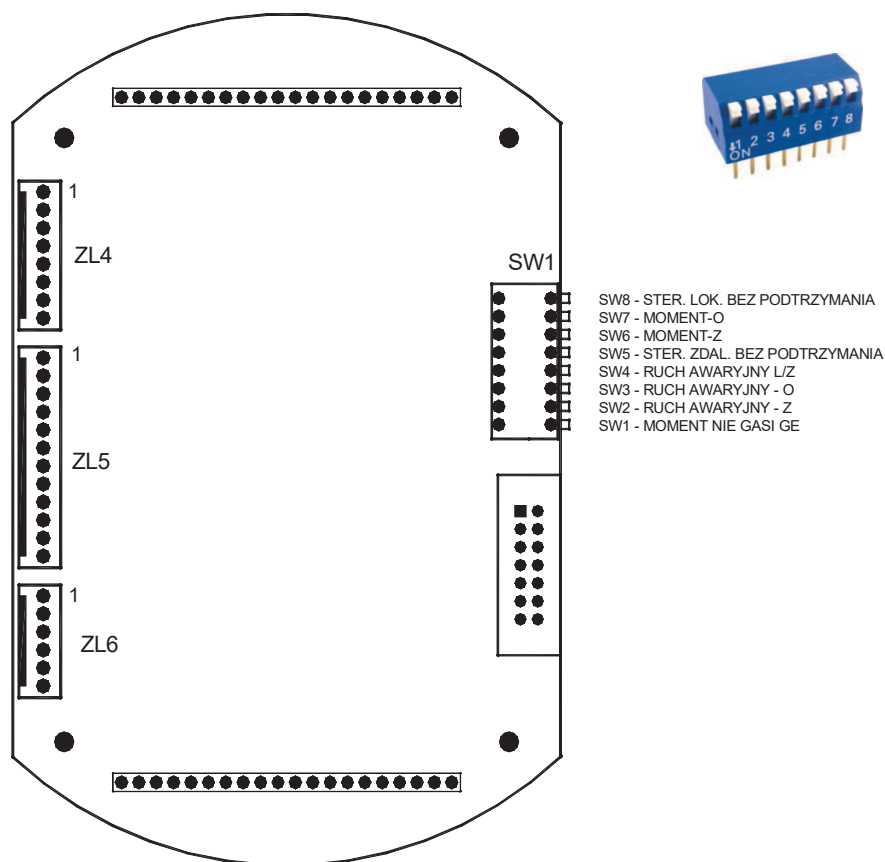 1
ZL4
1
ZL5
1
ZL6
SW1
SW8 - STER. LOK. BEZ PODTRZYMANIA
SW7 - MOMENT-O
SW6 - MOMENT-Z
SW5 - STER. ZDAL. BEZ PODTRZYMANIA
SW4 - RUCH AWARYJNY L/Z
SW3 - RUCH AWARYJNY - O
SW2 - RUCH AWARYJNY - Z
SW1 - MOMENT NIE GASI GE
↓1 2 3 4 5 6 7 8
ON